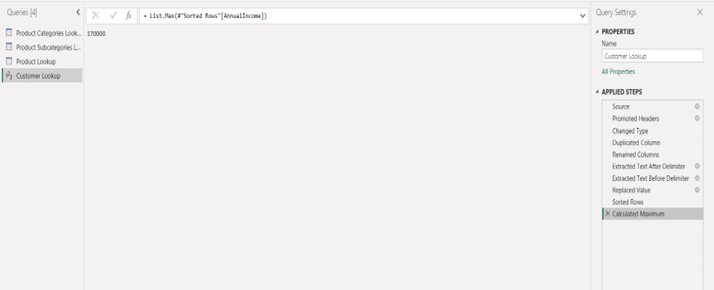 Queries [4]
= List.Max(#"Sorted Rows"[AnnualIncome])
Query Settings
Product Categories Look...
Product Subcategories L...
Product Lookup
Customer Lookup
170000
PROPERTIES
Name
Customer Lookup
All Properties
APPLIED STEPS
Source
Promoted Headers
Changed Type
Duplicated Column
Renamed Columns
Extracted Text After Delimiter
Extracted Text Before Delimiter
Replaced Value
Sorted Rows
Calculated Maximum